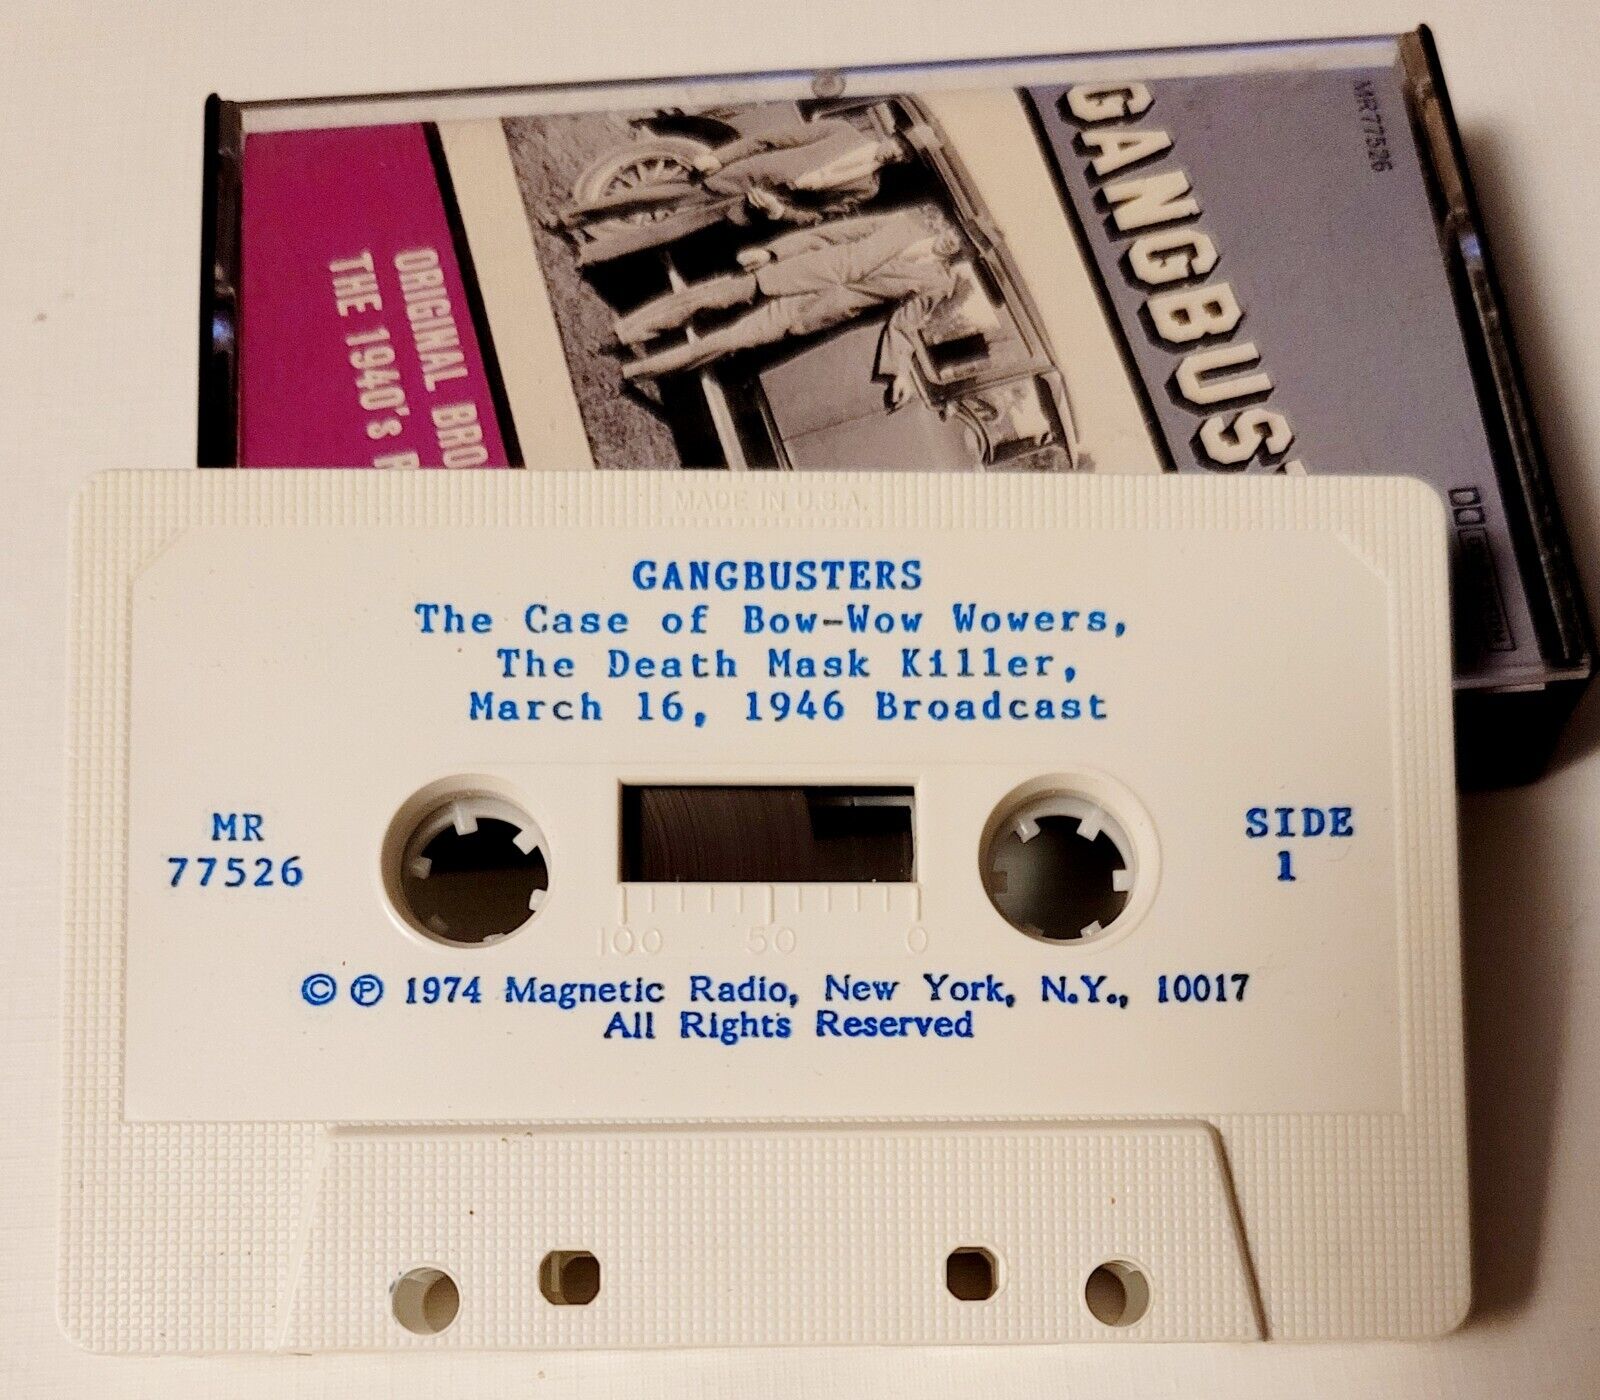 MR77526
GANGBUST
ORIGINAL BRO
THE 1940's
MADE IN U.S.A.
GANGBUSTERS
The Case of Bow-Wow Wowers,
The Death Mask Killer,
March 16, 1946 Broadcast
MR
77526
SIDE
1
100 50 0
© ℗ 1974 Magnetic Radio, New York, N.Y., 10017
All Rights Reserved